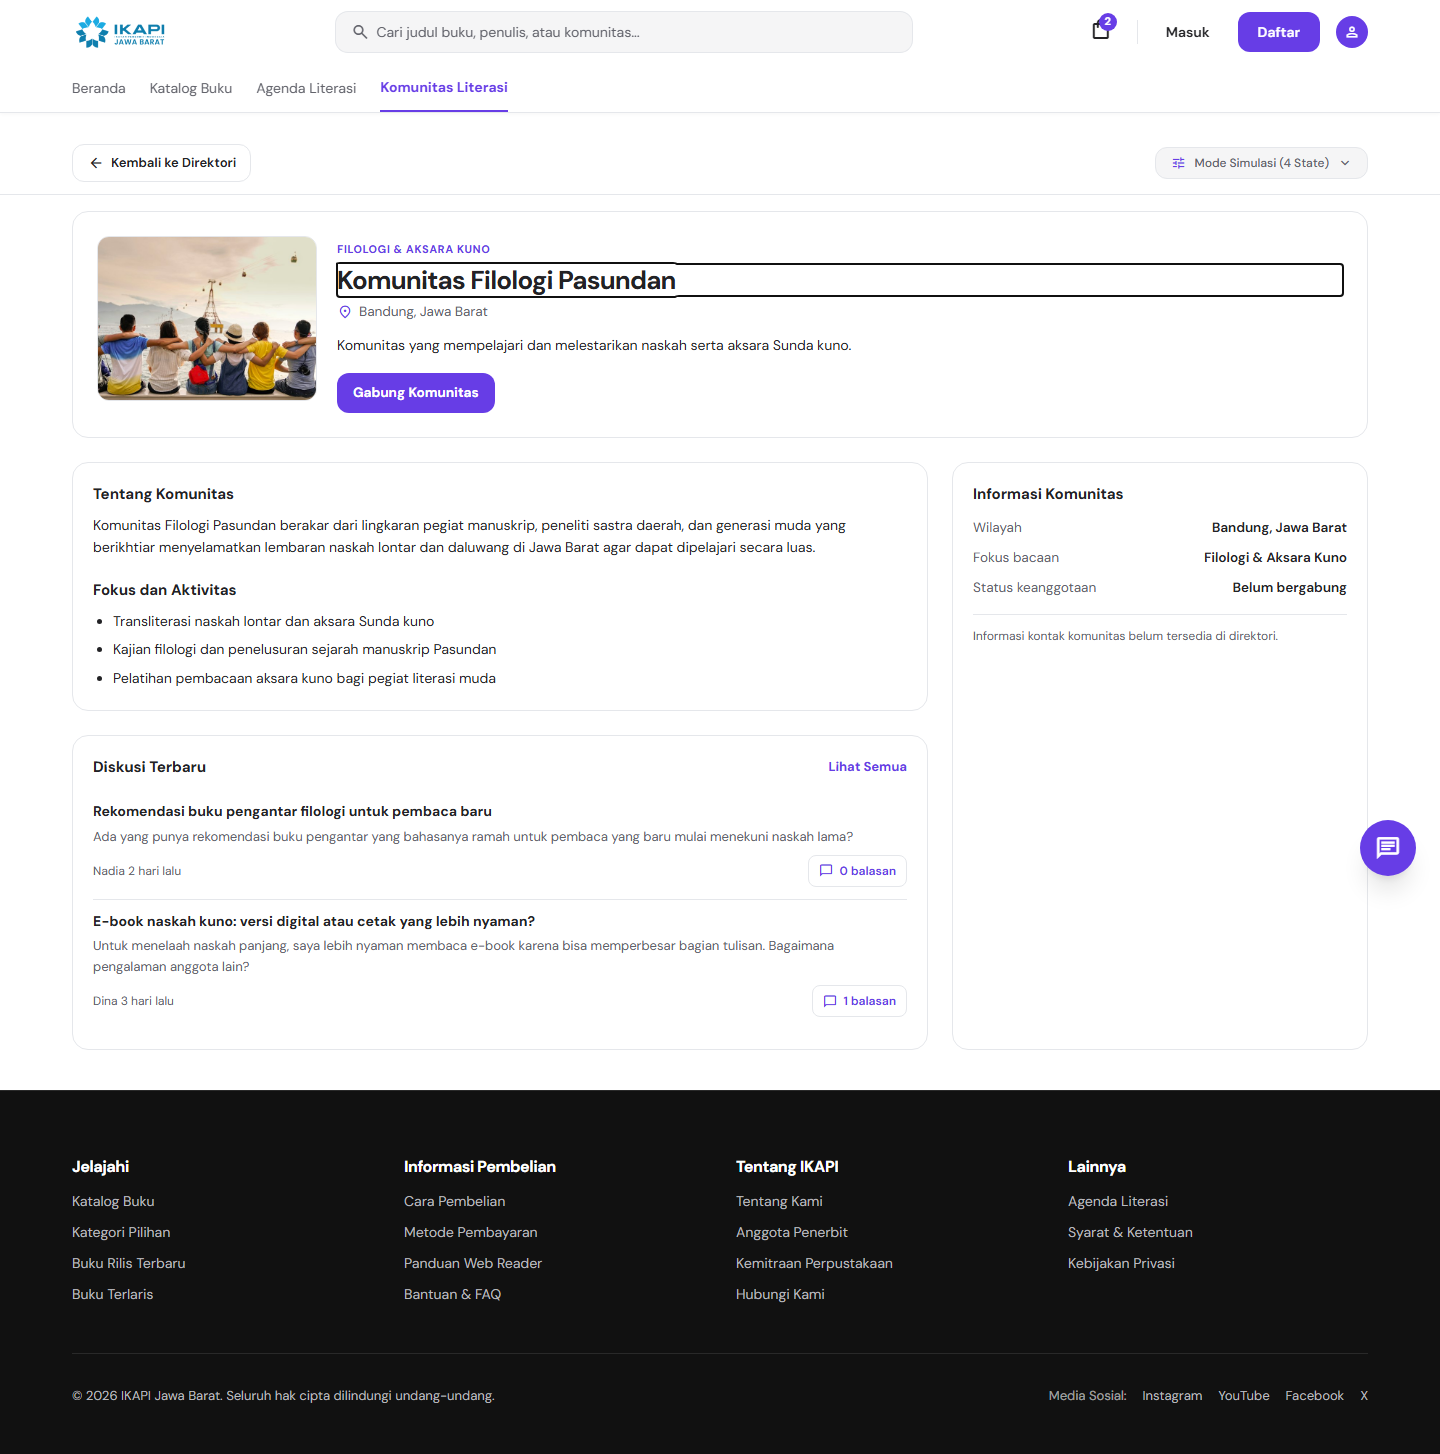 IKAPI
JAWA BARAT
Cari judul buku, penulis, atau komunitas...
2
Masuk
Daftar
Beranda
Katalog Buku
Agenda Literasi
Komunitas Literasi
Kembali ke Direktori
Mode Simulasi (4 State)
FILOLOGI & AKSARA KUNO
Komunitas Filologi Pasundan
Bandung, Jawa Barat
Komunitas yang mempelajari dan melestarikan naskah serta aksara Sunda kuno.
Gabung Komunitas
Tentang Komunitas
Komunitas Filologi Pasundan berakar dari lingkaran pegiat manuskrip, peneliti sastra daerah, dan generasi muda yang
berikhtiar menyelamatkan lembaran naskah lontar dan daluwang di Jawa Barat agar dapat dipelajari secara luas.
Fokus dan Aktivitas
Transliterasi naskah lontar dan aksara Sunda kuno
Kajian filologi dan penelusuran sejarah manuskrip Pasundan
Pelatihan pembacaan aksara kuno bagi pegiat literasi muda
Informasi Komunitas
Wilayah
Bandung, Jawa Barat
Fokus bacaan
Filologi & Aksara Kuno
Status keanggotaan
Belum bergabung
Informasi kontak komunitas belum tersedia di direktori.
Diskusi Terbaru
Lihat Semua
Rekomendasi buku pengantar filologi untuk pembaca baru
Ada yang punya rekomendasi buku pengantar yang bahasanya ramah untuk pembaca yang baru mulai menekuni naskah lama?
Nadia 2 hari lalu
0 balasan
E-book naskah kuno: versi digital atau cetak yang lebih nyaman?
Untuk menelaah naskah panjang, saya lebih nyaman membaca e-book karena bisa memperbesar bagian tulisan. Bagaimana
pengalaman anggota lain?
Dina 3 hari lalu
1 balasan
Jelajahi
Katalog Buku
Kategori Pilihan
Buku Rilis Terbaru
Buku Terlaris
Informasi Pembelian
Cara Pembelian
Metode Pembayaran
Panduan Web Reader
Bantuan & FAQ
Tentang IKAPI
Tentang Kami
Anggota Penerbit
Kemitraan Perpustakaan
Hubungi Kami
Lainnya
Agenda Literasi
Syarat & Ketentuan
Kebijakan Privasi
© 2026 IKAPI Jawa Barat. Seluruh hak cipta dilindungi undang-undang.
Media Sosial:
Instagram
YouTube
Facebook
X